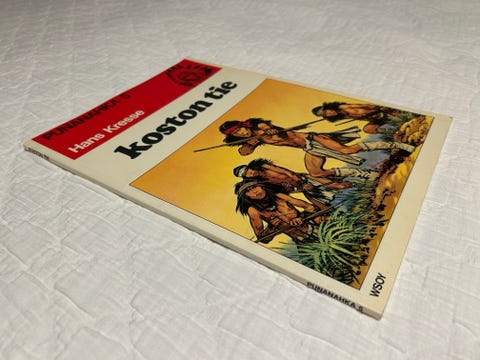 PUNANAHKA 5
Hans Kresse
koston tie
WSOY
PUNANAHKA 5